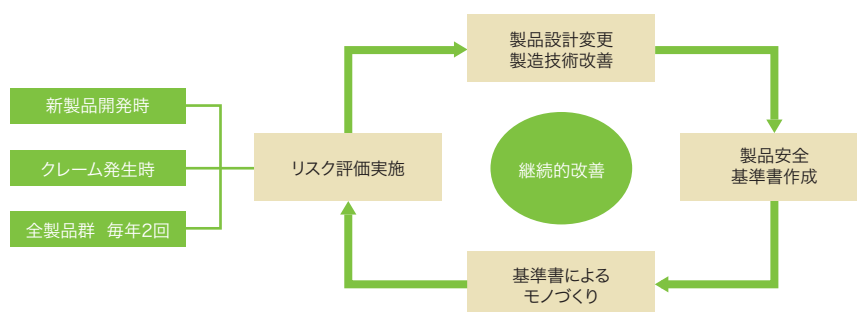 新製品開発時
クレーム発生時
全製品群 毎年2回
リスク評価実施
製品設計変更
製造技術改善
継続的改善
製品安全
基準書作成
基準書による
モノづくり